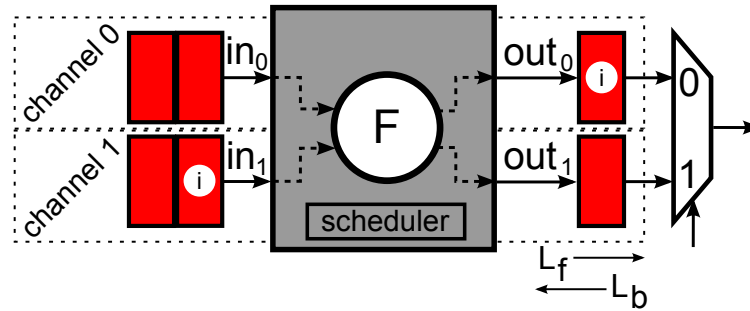 channel 0
in0
out0
i
0
F
channel 1
i
in1
out1
1
scheduler
Lf
Lb